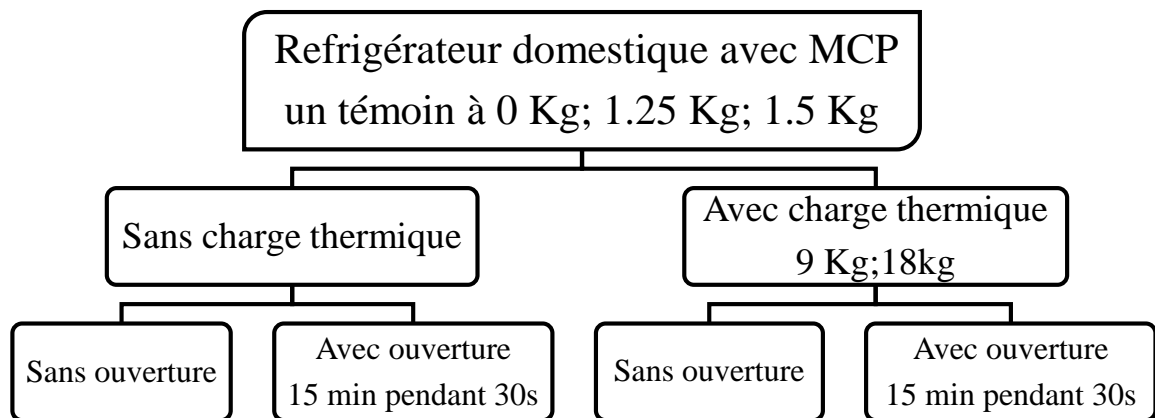 Refrigérateur domestique avec MCP
un témoin à 0 Kg; 1.25 Kg; 1.5 Kg
Sans charge thermique
Avec charge thermique
9 Kg;18kg
Sans ouverture
Avec ouverture
15 min pendant 30s
Sans ouverture
Avec ouverture
15 min pendant 30s